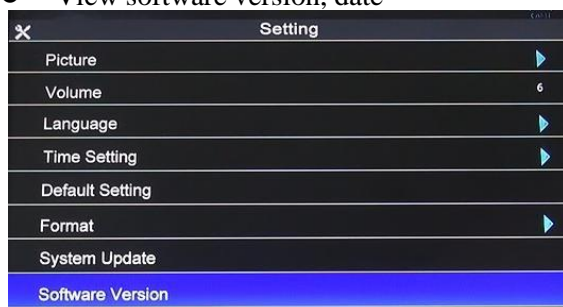 View software version, date
Setting
Picture
Volume 6
Language
Time Setting
Default Setting
Format
System Update
Software Version